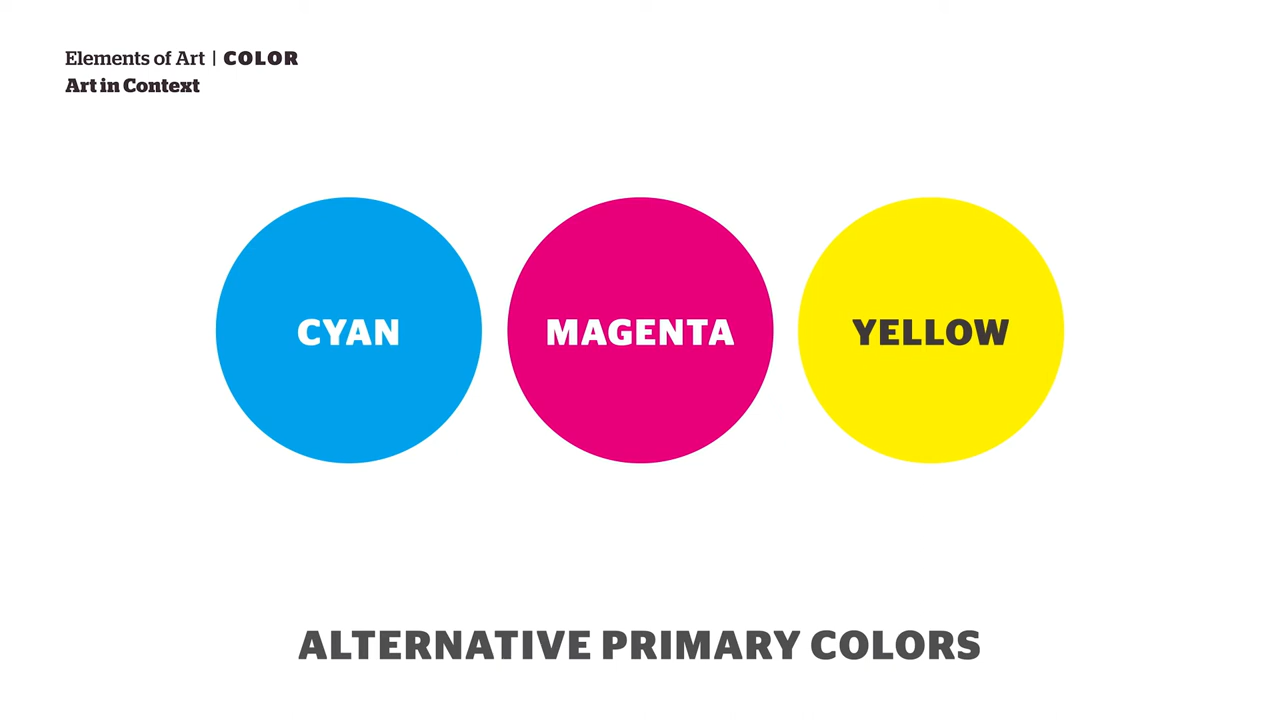 Elements of Art | COLOR
Art in Context
CYAN
MAGENTA
YELLOW
ALTERNATIVE PRIMARY COLORS